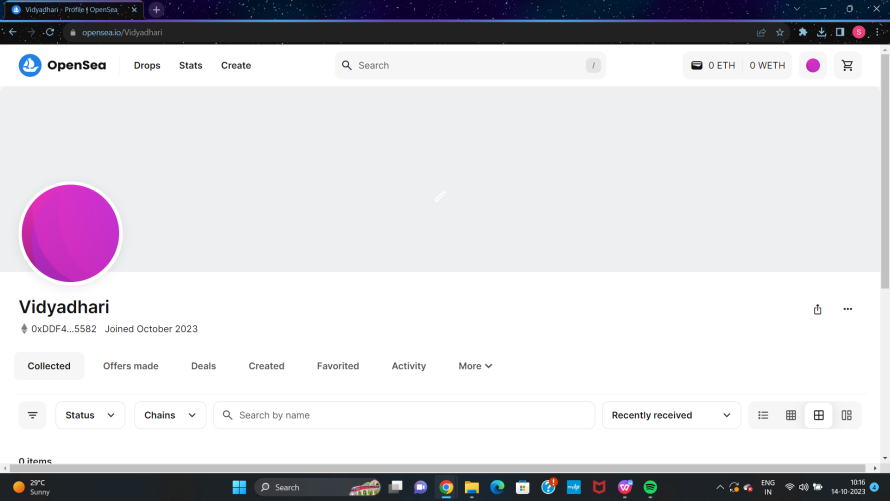 Vidyadhari - Profile | OpenSea
opensea.io/Vidyadhari
S
OpenSea
Drops
Stats
Create
Search
/
0 ETH
0 WETH
Vidyadhari
0xDDF4...5582 Joined October 2023
Collected
Offers made
Deals
Created
Favorited
Activity
More
Status
Chains
Search by name
Recently received
0 items
29°C
Sunny
Search
ENG
IN
10:16
14-10-2023
4